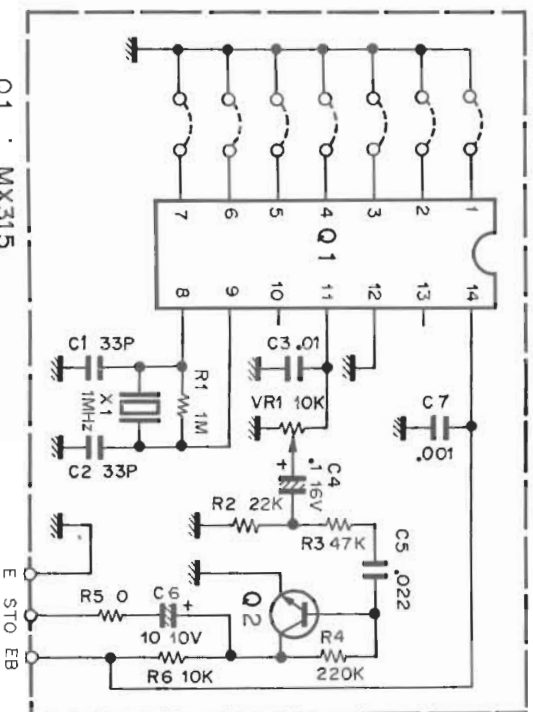 7 6 5 4 3 2 1
Q1
8 9 10 11 12 13 14
C1 33P
X1
1MHz
R1 1M
C2 33P
C3 .01
VR1 10K
C4
.1 16V
C7
.001
R2 22K
R3 47K
C5
.022
E
STO
EB
R5 0
C6
10 10V
R6 10K
Q2
R4
220K
Q1 : MX315